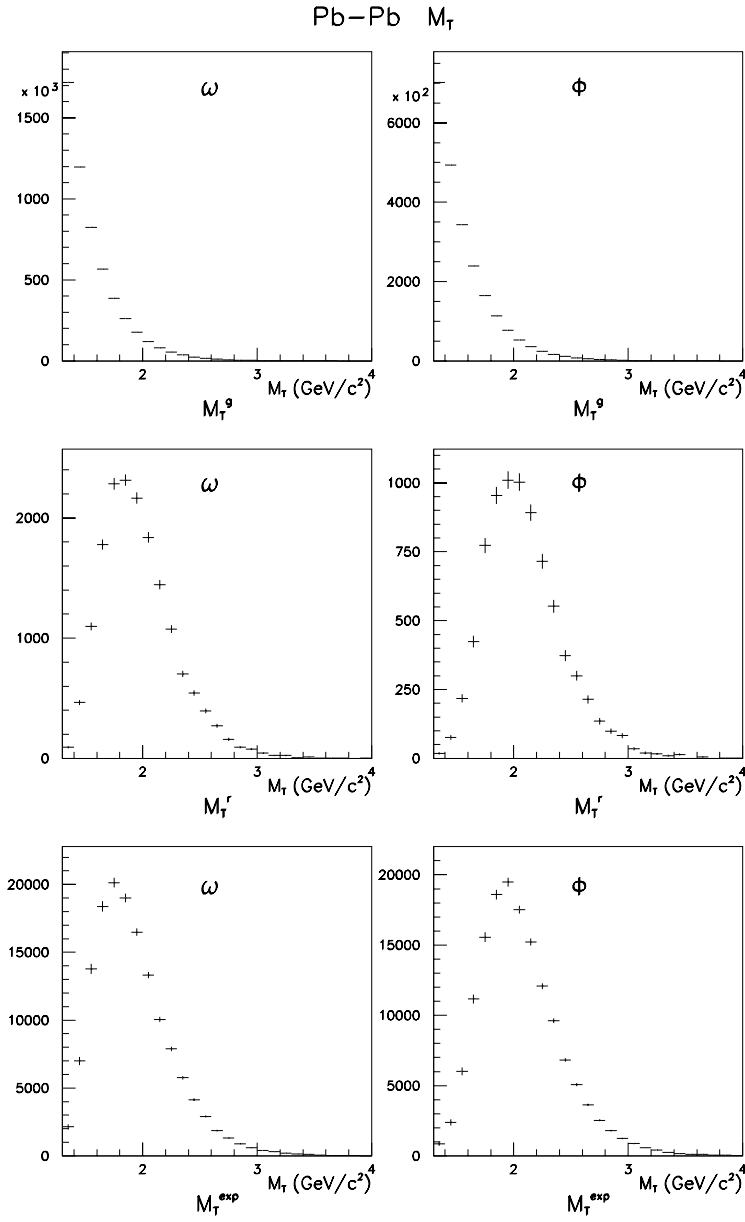 Pb-Pb M_T
x 10^3
ω
1500
1000
500
0
2
3
4
M_T (GeV/c^2)
M_T^g
x 10^2
ϕ
6000
4000
2000
0
2
3
4
M_T (GeV/c^2)
M_T^g
ω
2000
1000
0
2
3
4
M_T (GeV/c^2)
M_T^r
ϕ
1000
750
500
250
0
2
3
4
M_T (GeV/c^2)
M_T^r
ω
20000
15000
10000
5000
0
2
3
4
M_T (GeV/c^2)
M_T^exp
ϕ
20000
15000
10000
5000
0
2
3
4
M_T (GeV/c^2)
M_T^exp